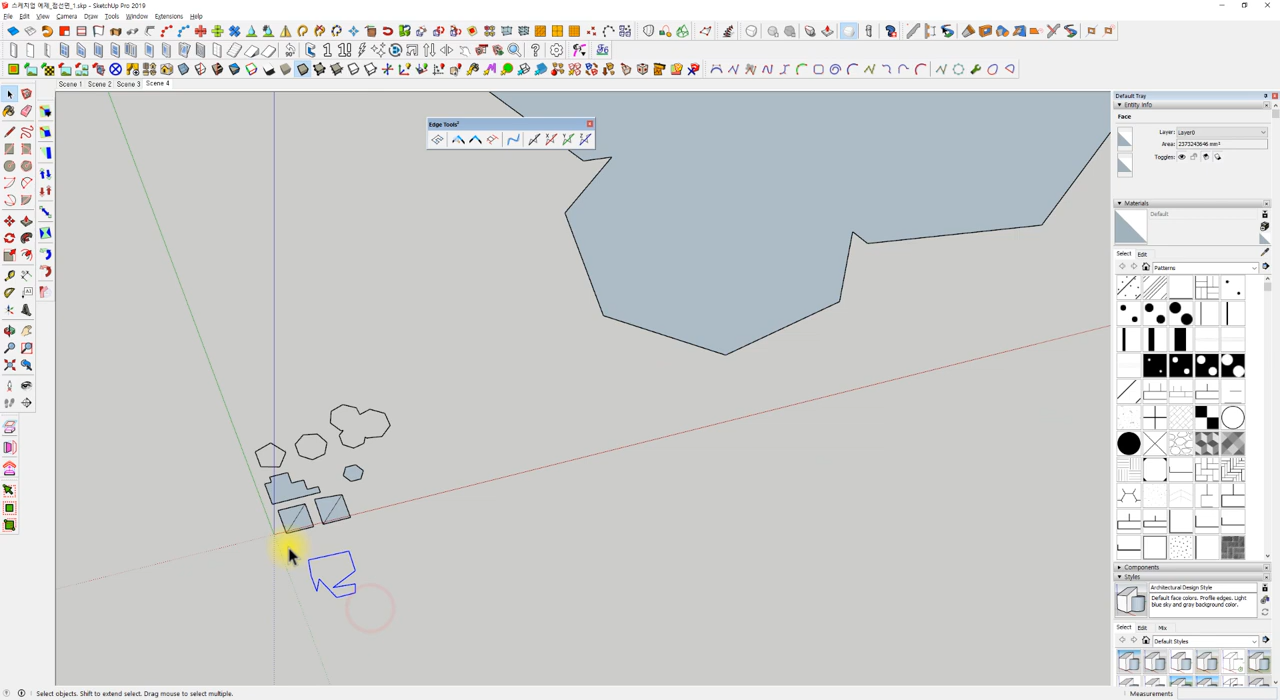 스케치업 예제_점선면_1.skp - SketchUp Pro 2019
File Edit View Camera Draw Tools Window Extensions Help
Scene 1 Scene 2 Scene 3 Scene 4
Edge Tools²
Default Tray
Entity Info
Face
Layer: Layer0
Area: 2373243646 mm²
Toggles:
Materials
Default
Select Edit
Patterns
Components
Styles
Architectural Design Style
Default face colors. Profile edges. Light
blue sky and gray background color.
Select Edit Mix
Default Styles
Select objects. Shift to extend select. Drag mouse to select multiple.
Measurements